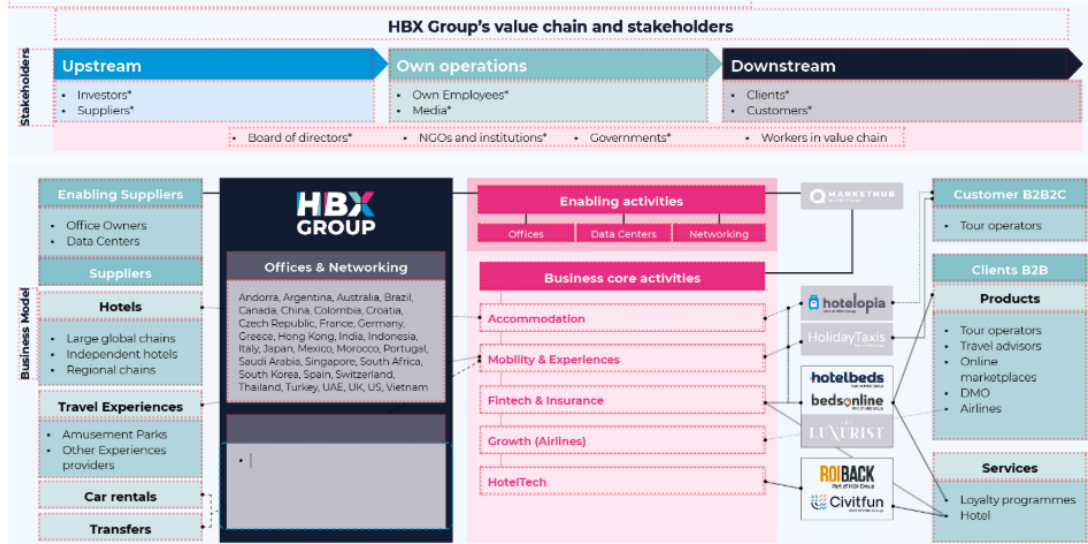 HBX Group's value chain and stakeholders
Stakeholders
Upstream
Own operations
Downstream
• Investors*
• Suppliers*
• Own Employees*
• Media*
• Clients*
• Customers*
• Board of directors*
• NGOs and institutions*
• Governments*
• Workers in value chain
Business Model
Enabling Suppliers
• Office Owners
• Data Centers
Suppliers
Hotels
• Large global chains
• Independent hotels
• Regional chains
Travel Experiences
• Amusement Parks
• Other Experiences
providers
Car rentals
Transfers
HBX
GROUP
Offices & Networking
Andorra, Argentina, Australia, Brazil,
Canada, China, Colombia, Croatia,
Czech Republic, France, Germany,
Greece, Hong Kong, India, Indonesia,
Italy, Japan, Mexico, Morocco, Portugal,
Saudi Arabia, Singapore, South Africa,
South Korea, Spain, Switzerland,
Thailand, Turkey, UAE, UK, US, Vietnam
Enabling activities
Offices
Data Centers
Networking
Business core activities
Accommodation
Mobility & Experiences
Fintech & Insurance
Growth (Airlines)
HotelTech
MARKETHUB
hotelopia
HolidayTaxis
hotelbeds
bedsonline
LUXURIST
ROIBACK
Part of HBX Group
Civitfun
Customer B2B2C
• Tour operators
Clients B2B
Products
• Tour operators
• Travel advisors
• Online
marketplaces
• DMO
• Airlines
Services
• Loyalty programmes
• Hotel